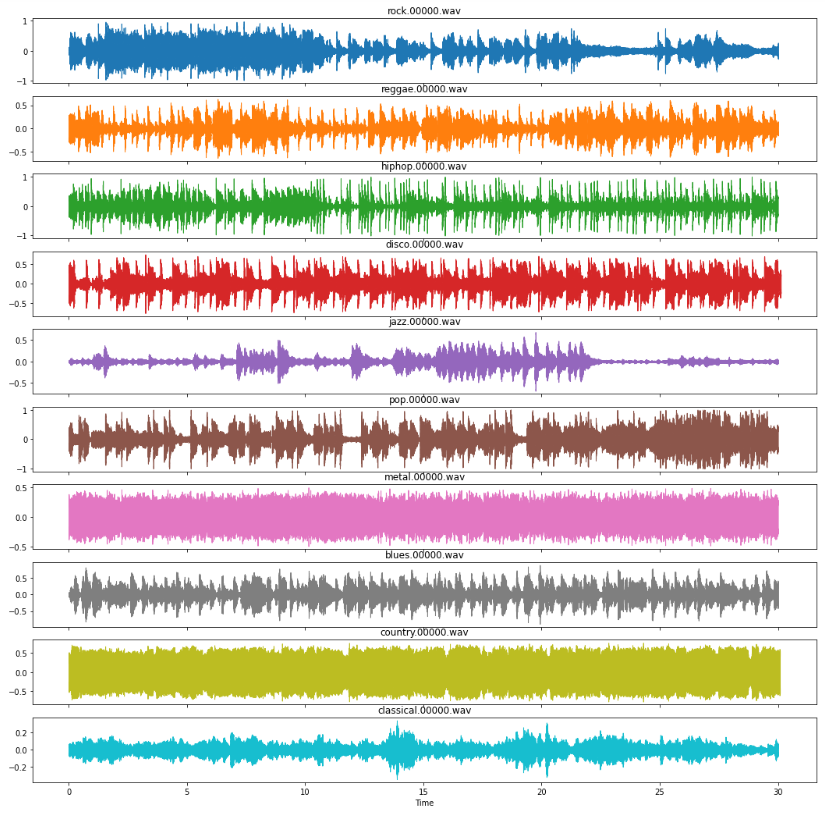 rock.00000.wav
1
0
−1
reggae.00000.wav
0.5
0.0
−0.5
hiphop.00000.wav
1
0
−1
disco.00000.wav
0.5
0.0
−0.5
jazz.00000.wav
0.5
0.0
−0.5
pop.00000.wav
1
0
−1
metal.00000.wav
0.5
0.0
−0.5
blues.00000.wav
0.5
0.0
−0.5
country.00000.wav
0.5
0.0
−0.5
classical.00000.wav
0.2
0.0
−0.2
0 5 10 15 20 25 30
Time